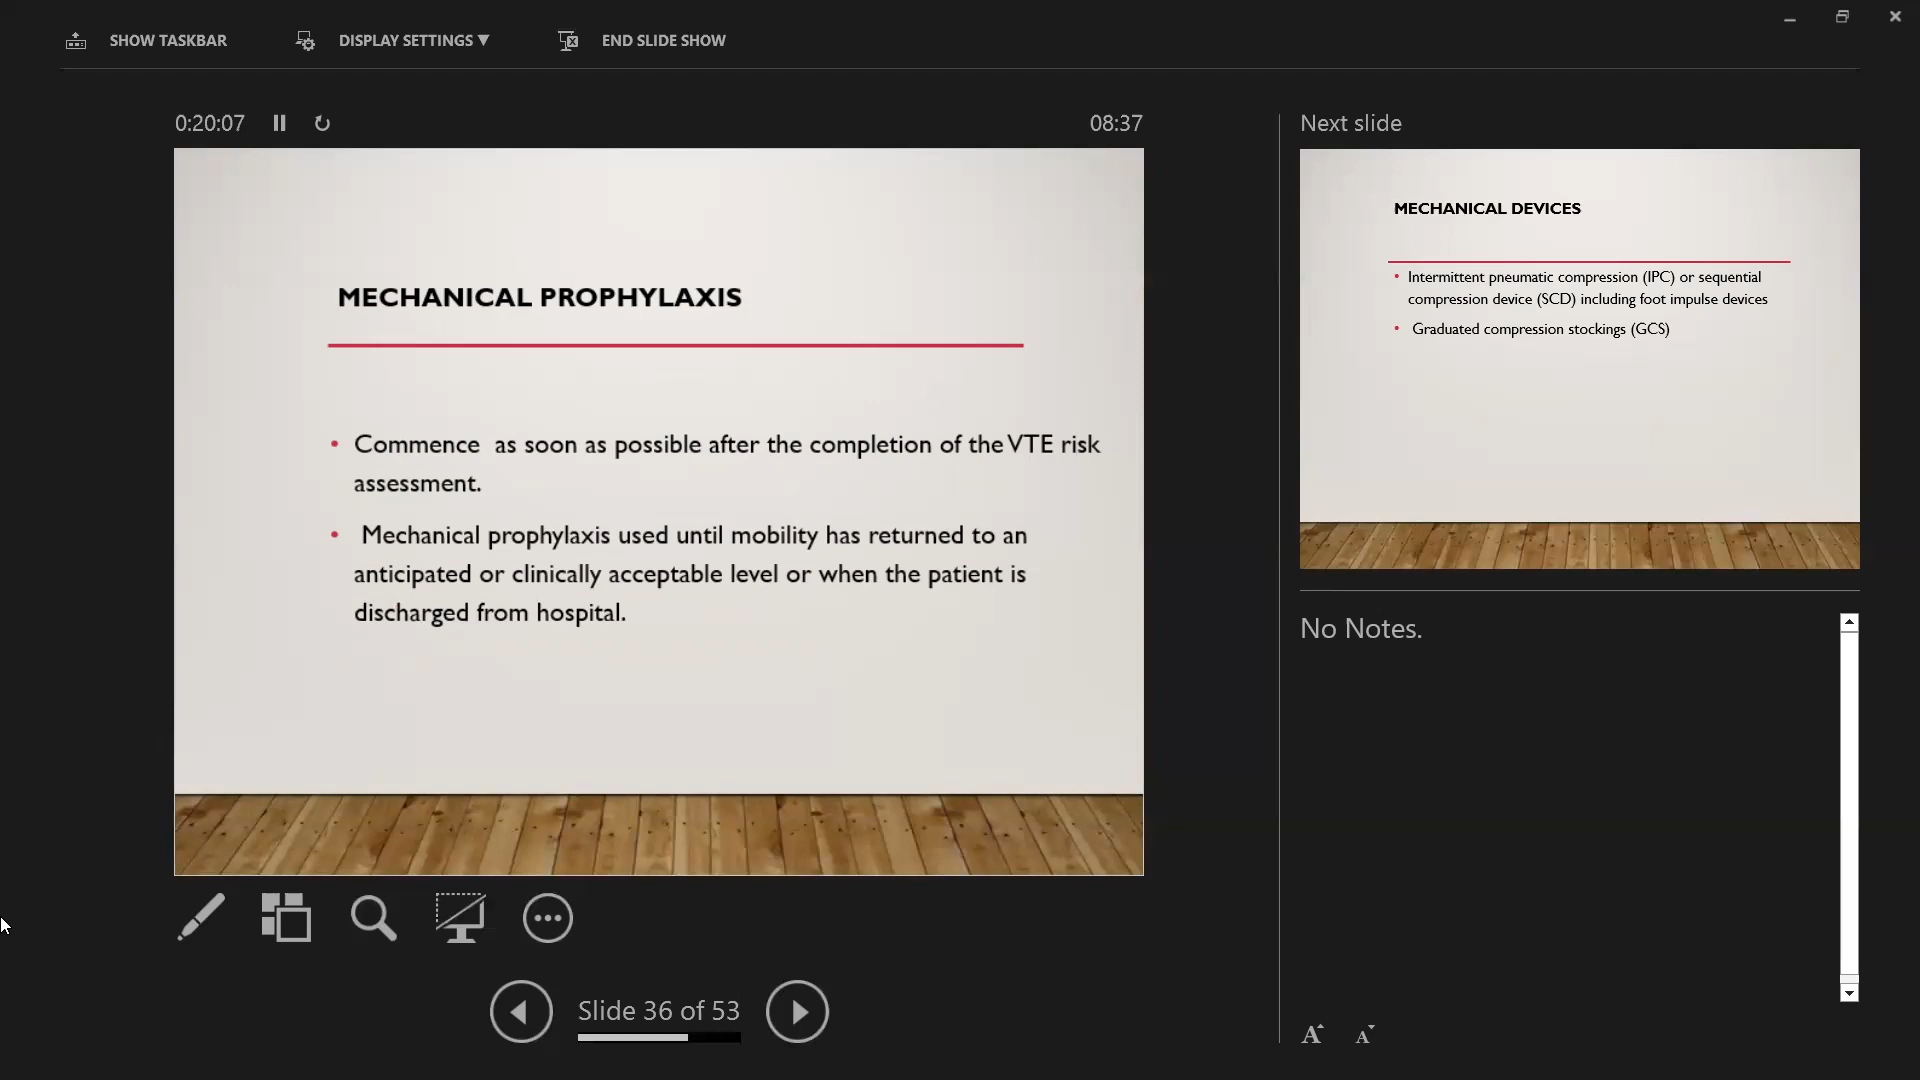 SHOW TASKBAR
DISPLAY SETTINGS ▼
END SLIDE SHOW
0:20:07
08:37
MECHANICAL PROPHYLAXIS
• Commence as soon as possible after the completion of the VTE risk
assessment.
• Mechanical prophylaxis used until mobility has returned to an
anticipated or clinically acceptable level or when the patient is
discharged from hospital.
Slide 36 of 53
Next slide
MECHANICAL DEVICES
• Intermittent pneumatic compression (IPC) or sequential
compression device (SCD) including foot impulse devices
• Graduated compression stockings (GCS)
No Notes.
A A